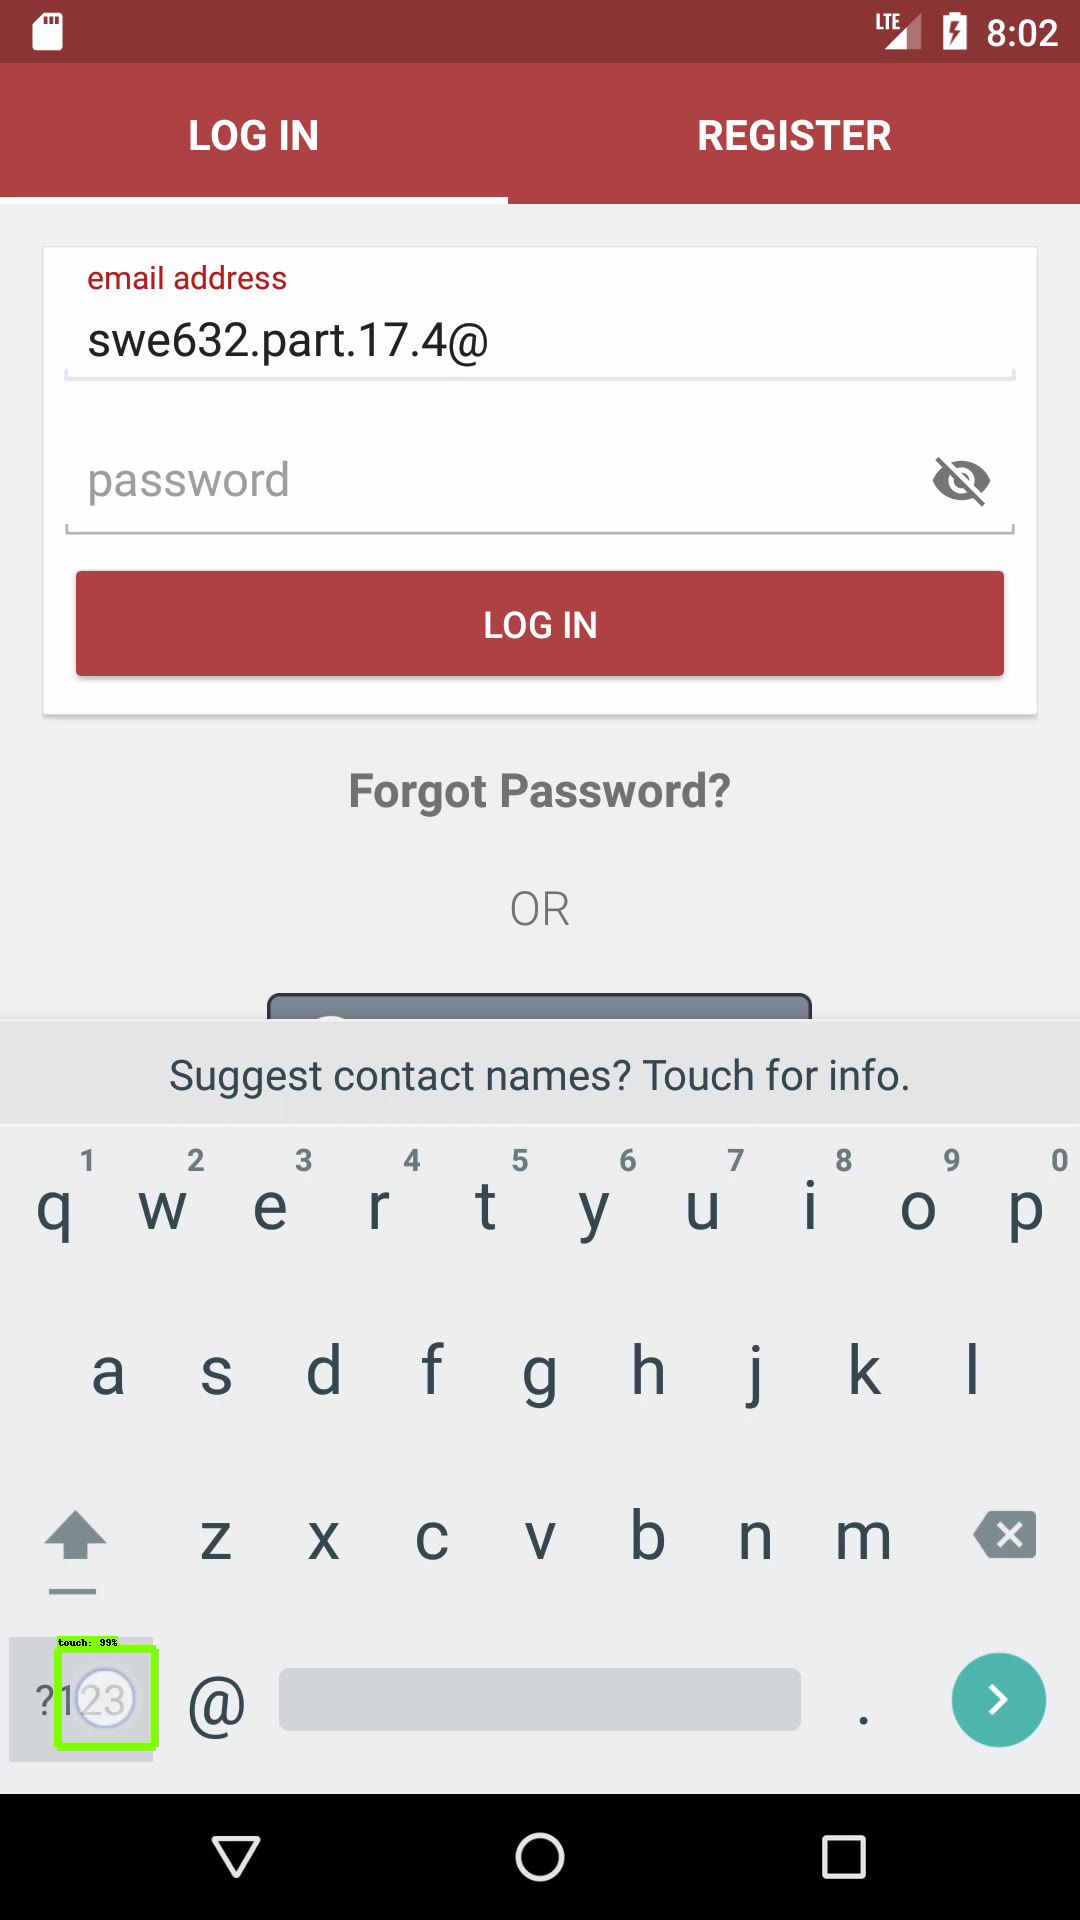 LTE 8:02
LOG IN REGISTER
email address
swe632.part.17.4@
password
LOG IN
Forgot Password?
OR
Suggest contact names? Touch for info.
1 2 3 4 5 6 7 8 9 0
q w e r t y u i o p
a s d f g h j k l
z x c v b n m
touch: 99%
?123 @ .